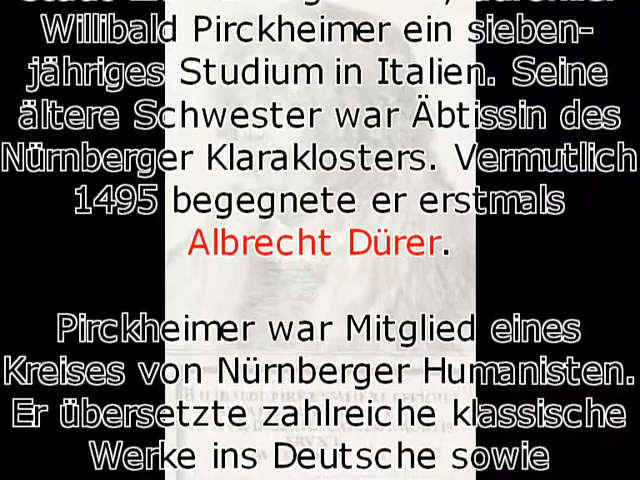 Willibald Pirckheimer ein sieben-
jähriges Studium in Italien. Seine
ältere Schwester war Äbtissin des
Nürnberger Klaraklosters. Vermutlich
1495 begegnete er erstmals
Albrecht Dürer.
Pirckheimer war Mitglied eines
Kreises von Nürnberger Humanisten.
Er übersetzte zahlreiche klassische
Werke ins Deutsche sowie